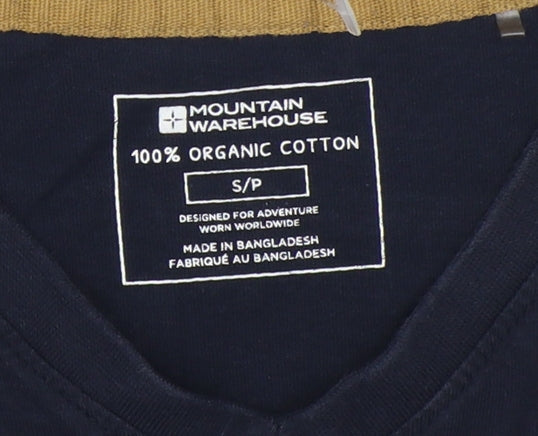 MOUNTAIN
WAREHOUSE
100% ORGANIC COTTON
S/P
DESIGNED FOR ADVENTURE
WORN WORLDWIDE
MADE IN BANGLADESH
FABRIQUÉ AU BANGLADESH